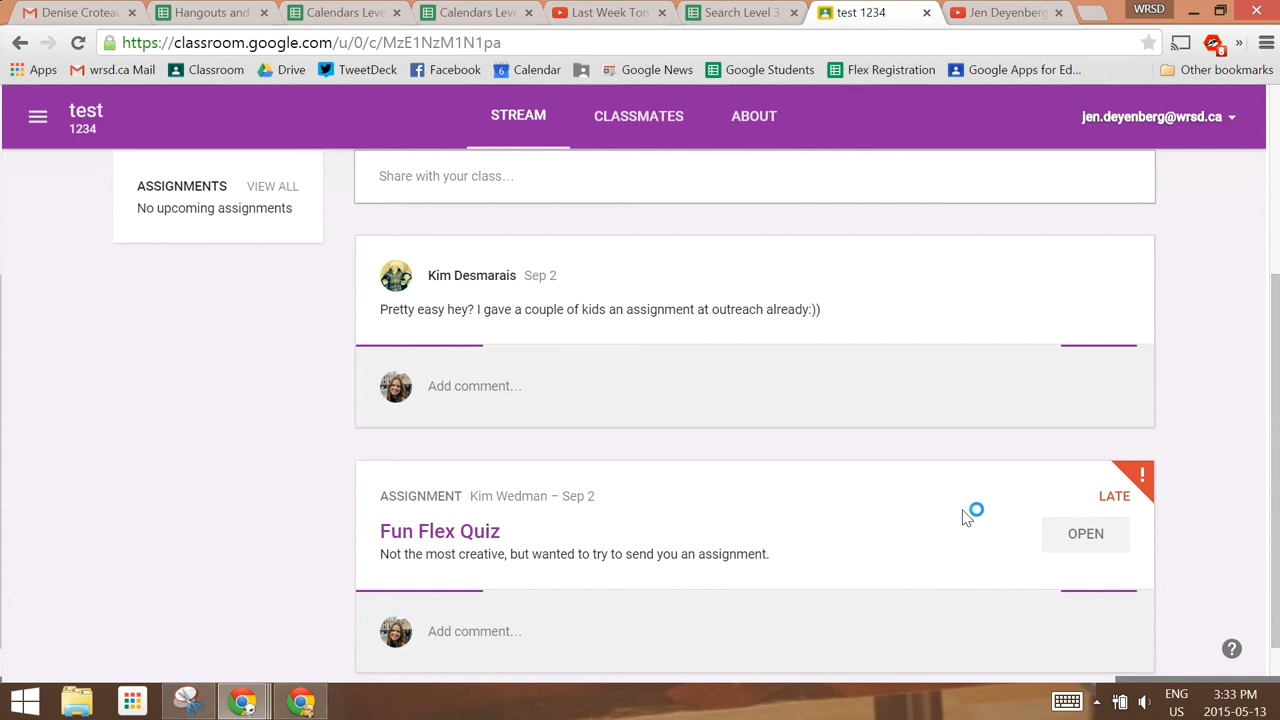 Denise Croteau
Hangouts and
Calendars Leve
Calendars Leve
Last Week Ton
Search Level 3
test 1234
Jen Deyenberg
WRSD
https://classroom.google.com/u/0/c/MzE1NzM1N1pa
8
Apps
wrsd.ca Mail
Classroom
Drive
TweetDeck
Facebook
6 Calendar
Google News
Google Students
Flex Registration
Google Apps for Ed...
Other bookmarks
test
1234
STREAM
CLASSMATES
ABOUT
jen.deyenberg@wrsd.ca
ASSIGNMENTS VIEW ALL
No upcoming assignments
Share with your class...
Kim Desmarais Sep 2
Pretty easy hey? I gave a couple of kids an assignment at outreach already:))
Add comment...
ASSIGNMENT Kim Wedman – Sep 2
! LATE
Fun Flex Quiz
OPEN
Not the most creative, but wanted to try to send you an assignment.
Add comment...
?
ENG 3:33 PM
US 2015-05-13